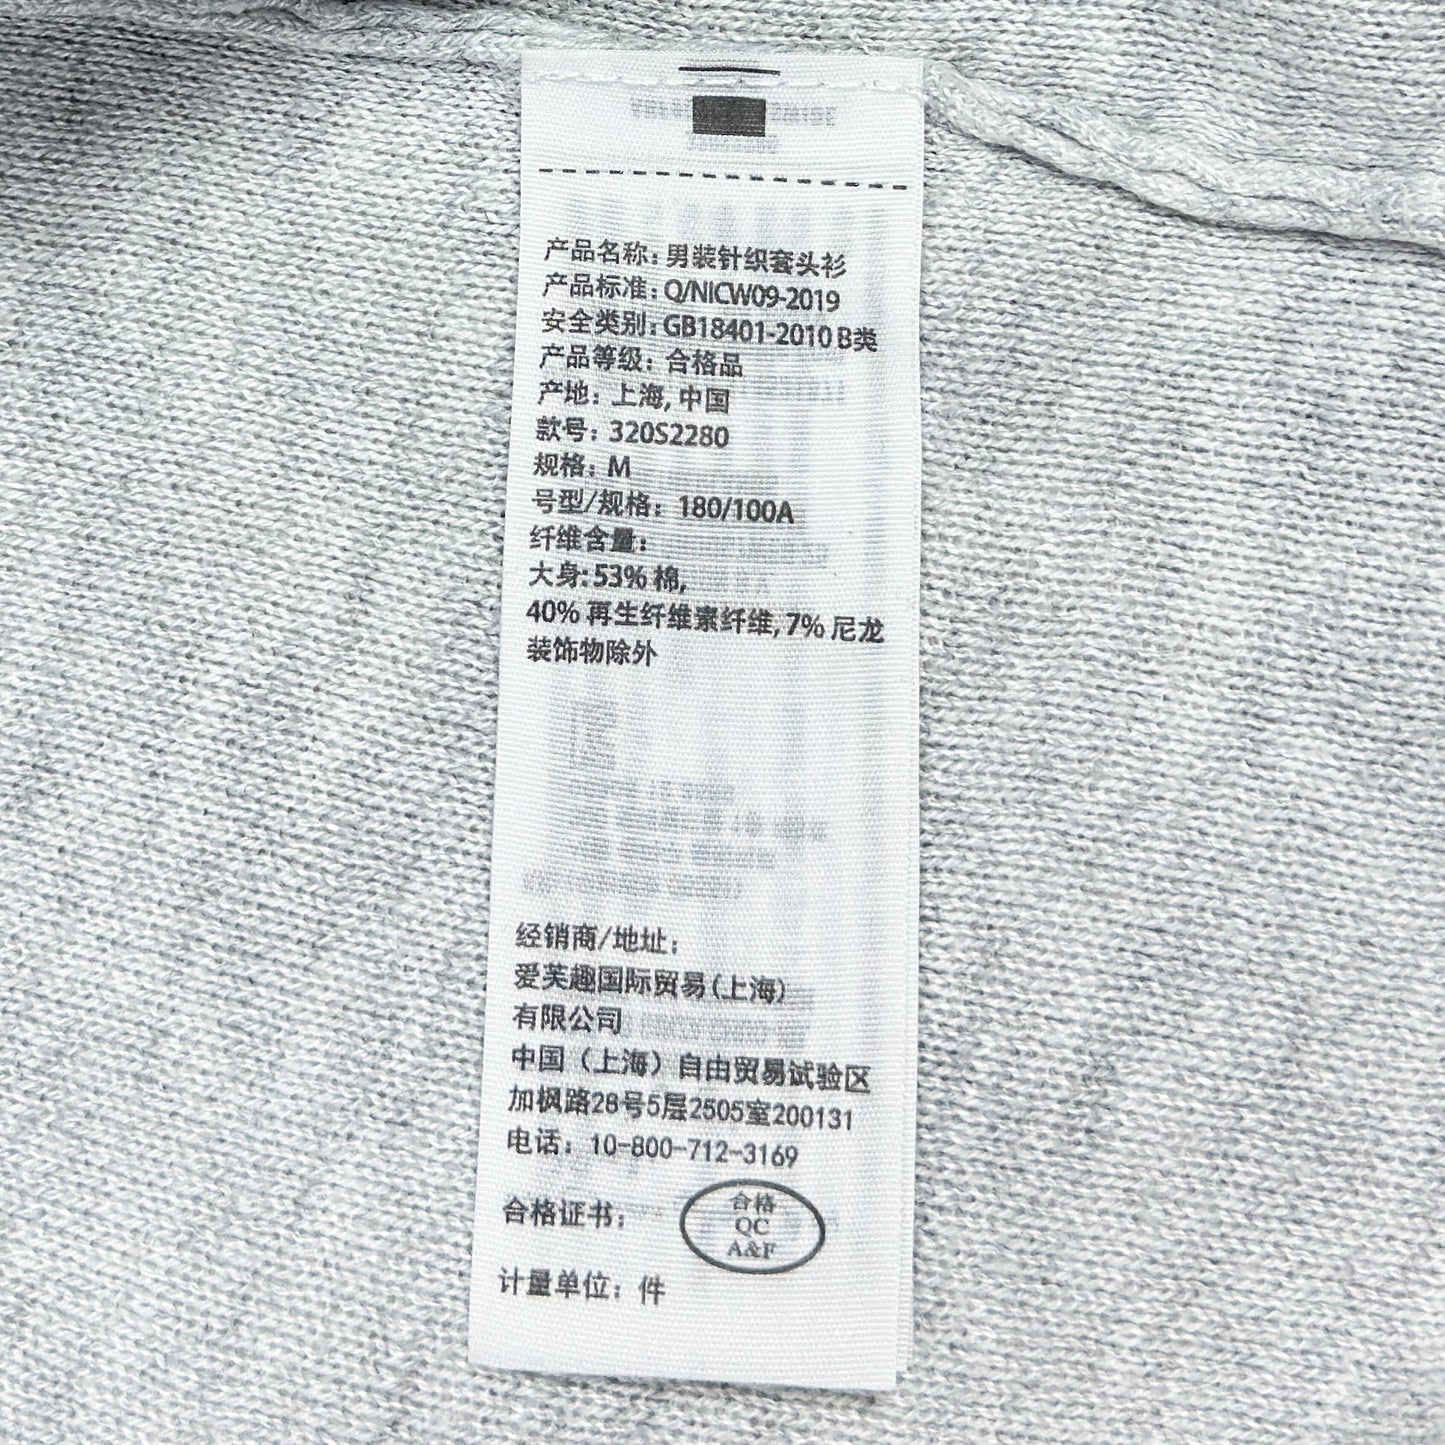 产品名称: 男装针织套头衫
产品标准: Q/NICW09-2019
安全类别: GB18401-2010 B类
产品等级: 合格品
产地: 上海, 中国
款号: 320S2280
规格: M
号型/规格: 180/100A
纤维含量:
大身: 53% 棉,
40% 再生纤维素纤维, 7% 尼龙
装饰物除外
经销商/地址:
爱芙趣国际贸易(上海)
有限公司
中国（上海）自由贸易试验区
加枫路28号5层2505室200131
电话: 10-800-712-3169
合格证书:
合格
QC
A&F
计量单位: 件